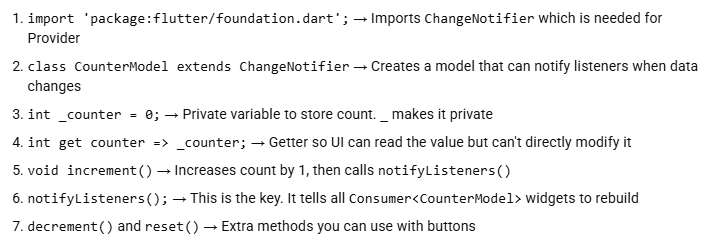 1. import 'package:flutter/foundation.dart'; → Imports ChangeNotifier which is needed for
Provider
2. class CounterModel extends ChangeNotifier → Creates a model that can notify listeners when data
changes
3. int _counter = 0; → Private variable to store count. _ makes it private
4. int get counter => _counter; → Getter so UI can read the value but can't directly modify it
5. void increment() → Increases count by 1, then calls notifyListeners()
6. notifyListeners(); → This is the key. It tells all Consumer<CounterModel> widgets to rebuild
7. decrement() and reset() → Extra methods you can use with buttons